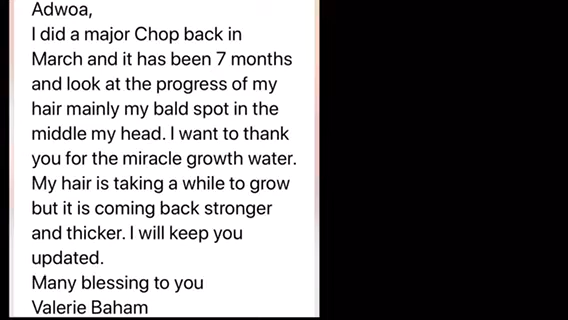 Adwoa,
I did a major Chop back in
March and it has been 7 months
and look at the progress of my
hair mainly my bald spot in the
middle my head. I want to thank
you for the miracle growth water.
My hair is taking a while to grow
but it is coming back stronger
and thicker. I will keep you
updated.
Many blessing to you
Valerie Baham